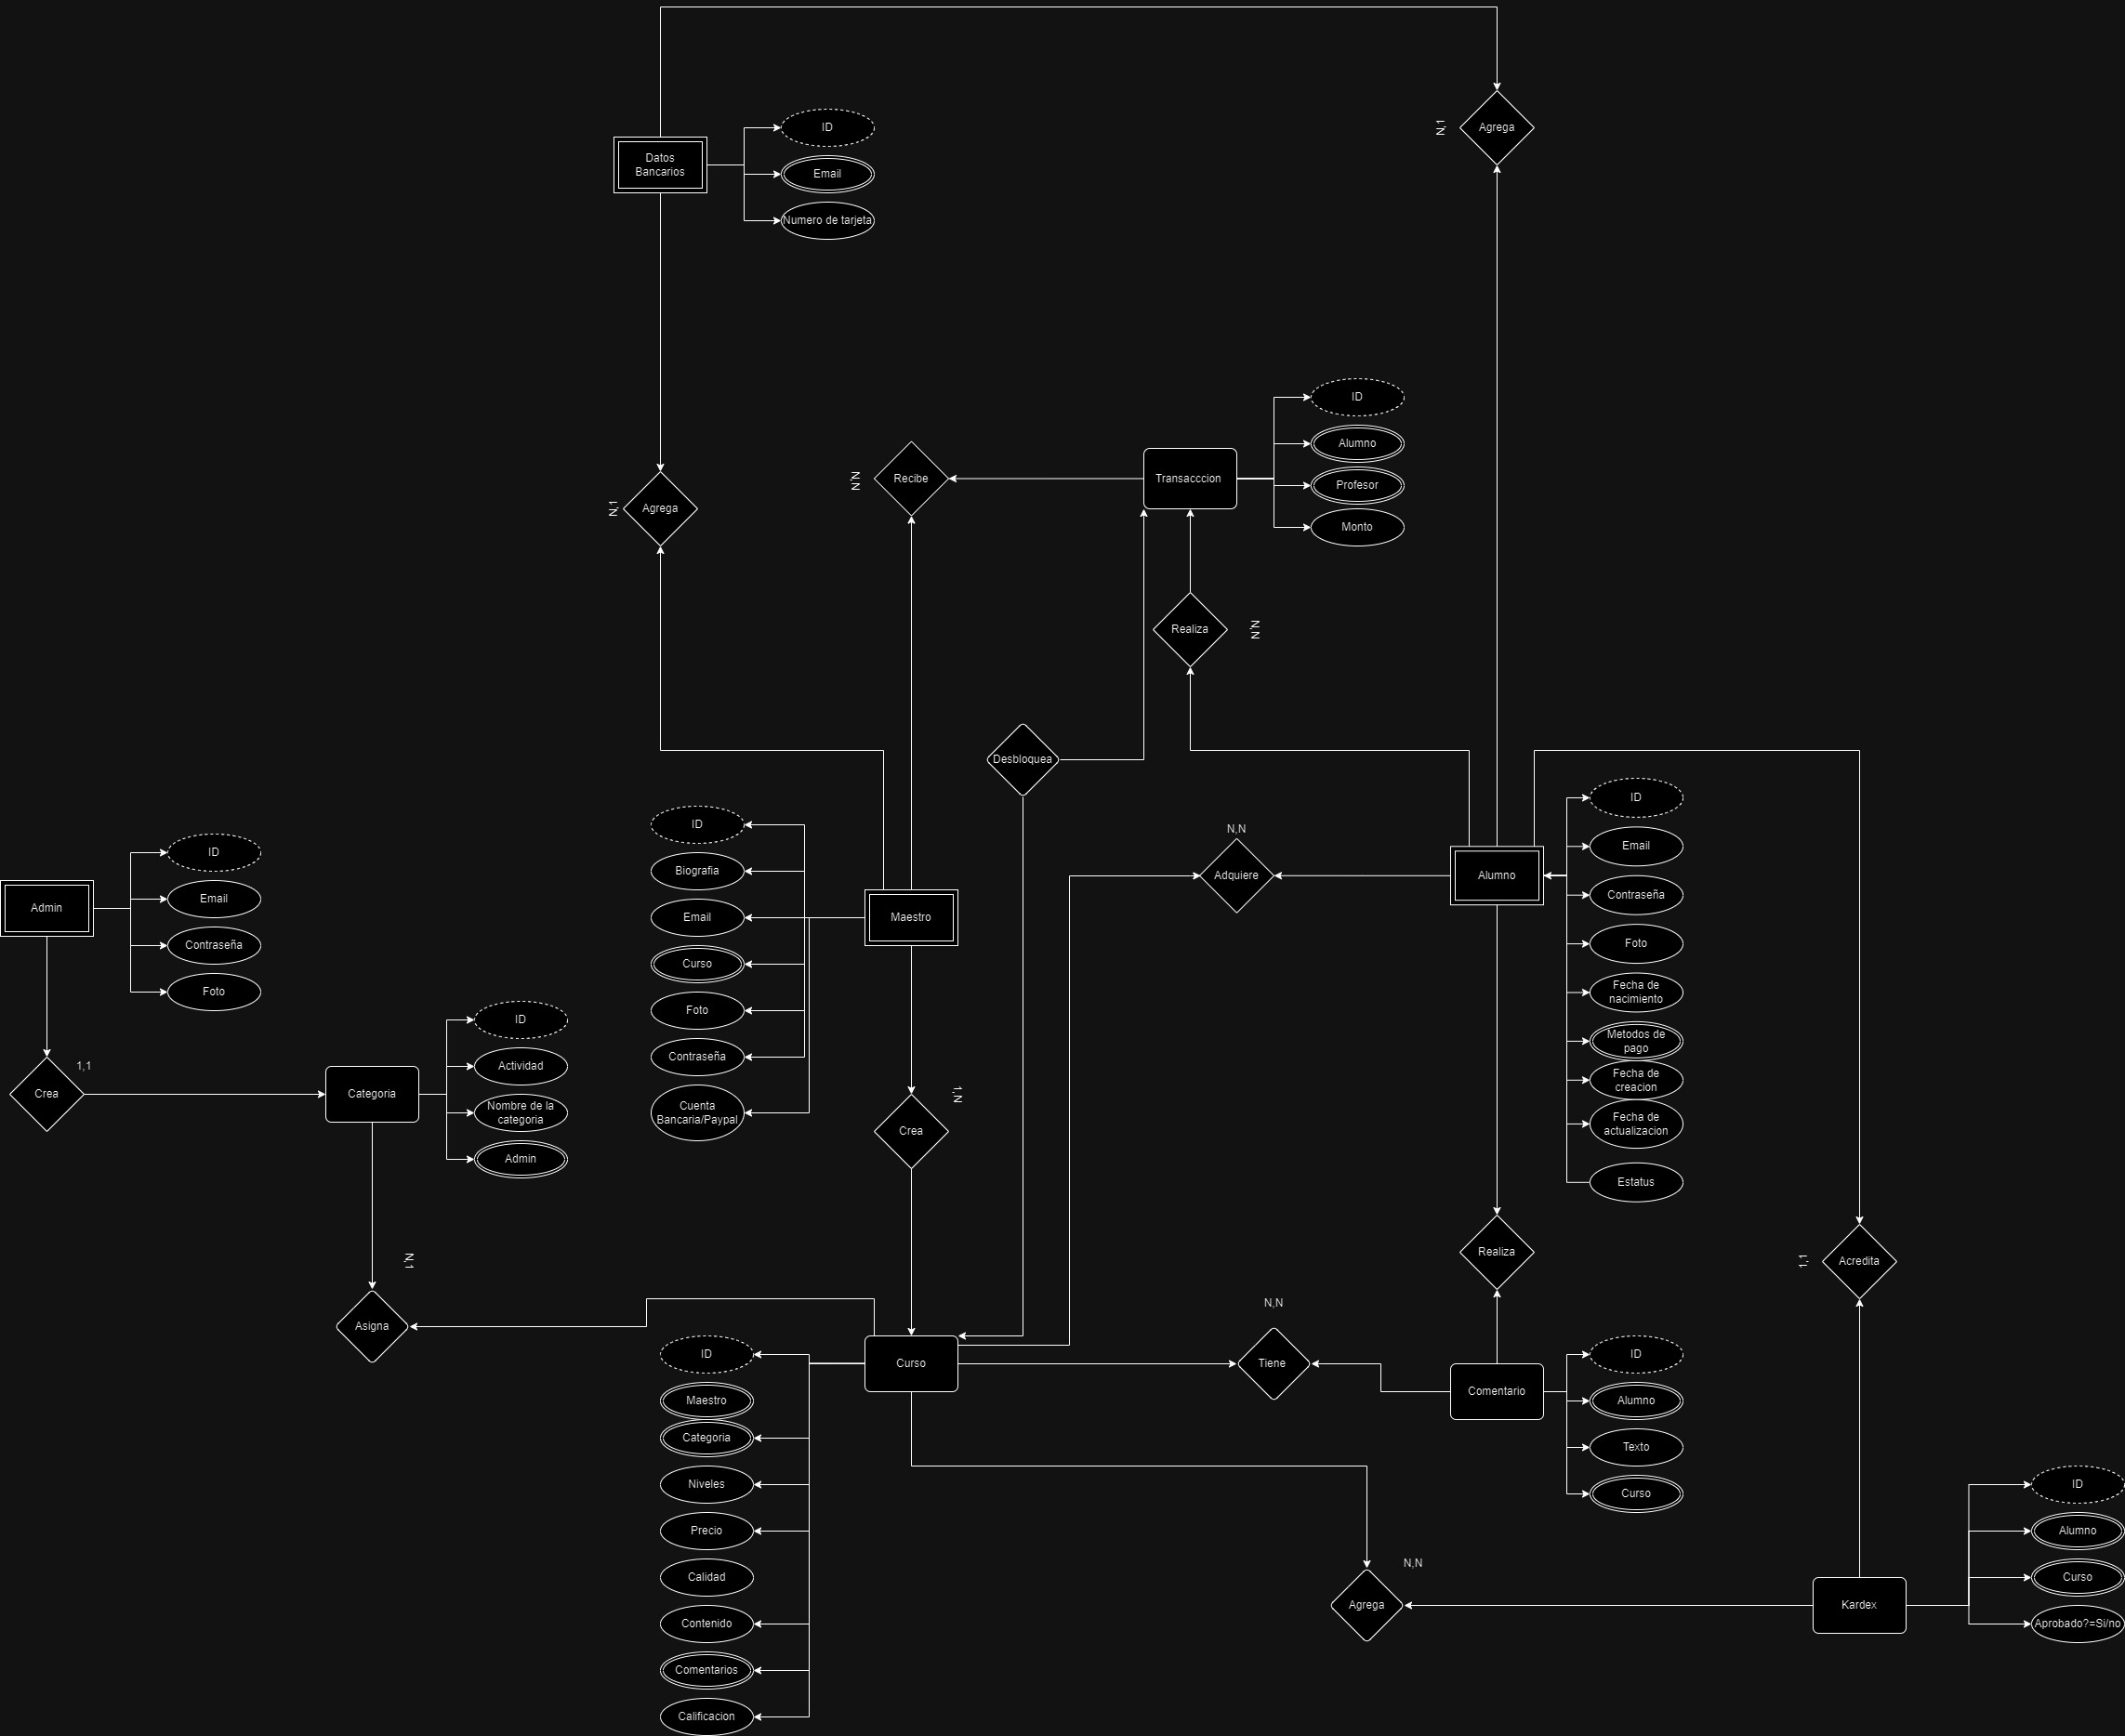 Agrega
N,1
Datos
Bancarios
ID
Email
Numero de tarjeta
ID
Alumno
Profesor
Monto
Transacccion
Recibe
N,N
Agrega
N,1
Realiza
N,N
Desbloquea
Adquiere
N,N
Admin
ID
Email
Contraseña
Foto
Crea
1,1
Categoria
ID
Actividad
Nombre de la
categoria
Admin
Asigna
N,1
Maestro
ID
Biografia
Email
Curso
Foto
Contraseña
Cuenta
Bancaria/Paypal
Crea
1,N
Alumno
ID
Email
Contraseña
Foto
Fecha de
nacimiento
Metodos de
pago
Fecha de
creacion
Fecha de
actualizacion
Estatus
Realiza
Acredita
1,1
Curso
ID
Maestro
Categoria
Niveles
Precio
Calidad
Contenido
Comentarios
Calificacion
Tiene
N,N
Comentario
ID
Alumno
Texto
Curso
Agrega
N,N
Kardex
ID
Alumno
Curso
Aprobado?=Si/no